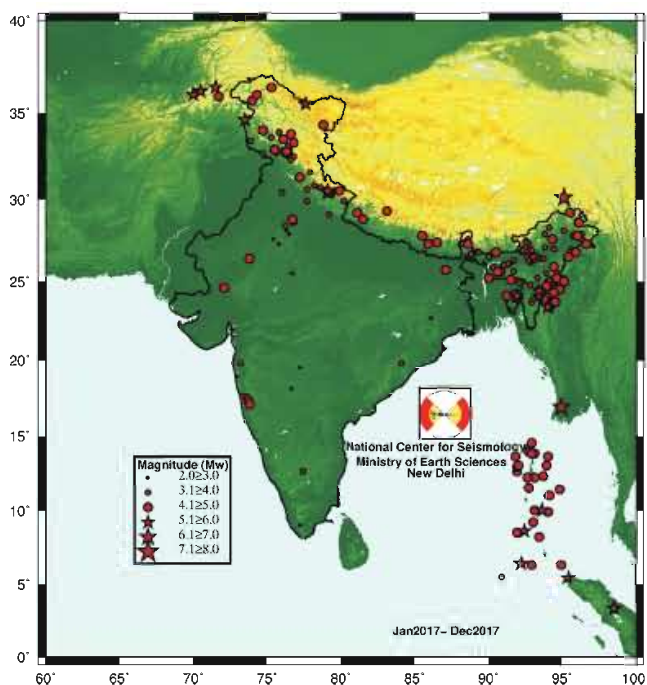 40°
35°
30°
25°
20°
15°
10°
5°
0°
National Center for Seismology
Ministry of Earth Sciences
New Delhi
Magnitude (Mw)
2.0≥3.0
3.1≥4.0
4.1≥5.0
5.1≥6.0
6.1≥7.0
7.1≥8.0
Jan2017– Dec2017
60° 65° 70° 75° 80° 85° 90° 95° 100°